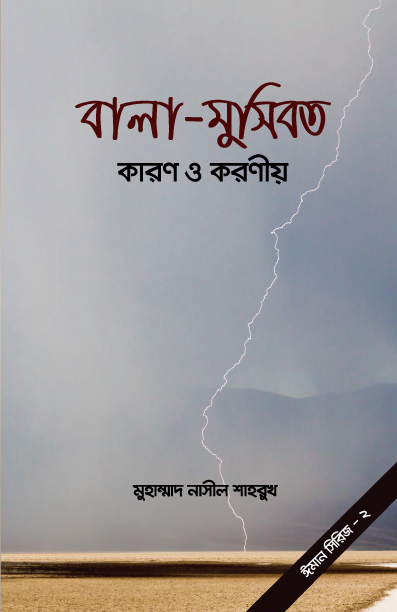 বালা-মুসিবত
কারণ ও করণীয়
মুহাম্মাদ নাসীল শাহরুখ
ঈমান সিরিজ - ২